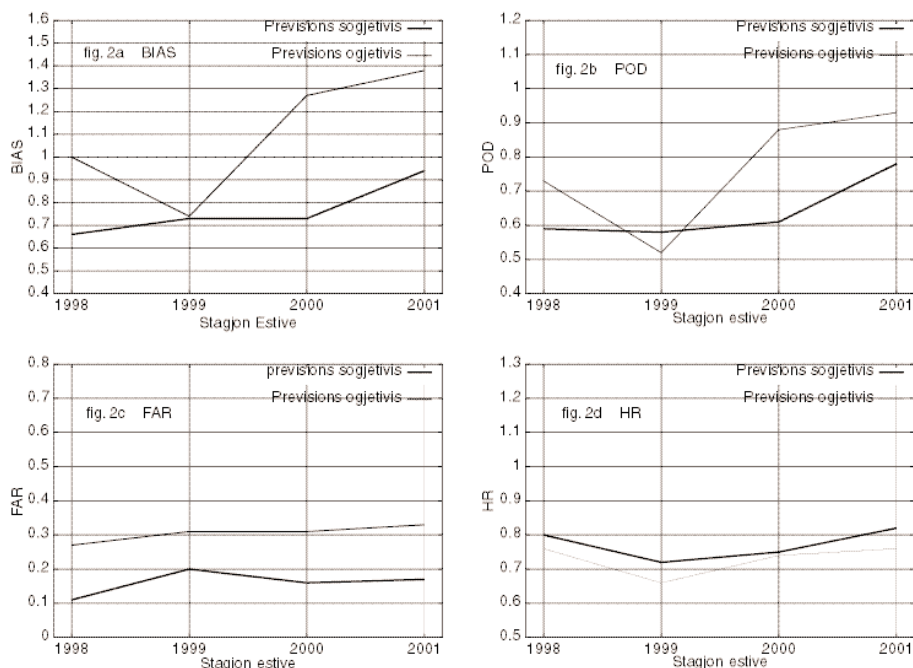 Previsions sogjetivis
Previsions ogjetivis
fig. 2a BIAS
1.6
1.5
1.4
1.3
1.2
1.1
1
0.9
0.8
0.7
0.6
0.5
0.4
BIAS
1998 1999 2000 2001
Stagjon Estive
Previsions sogjetivis
Previsions ogjetivis
fig. 2b POD
1.2
1.1
1
0.9
0.8
0.7
0.6
0.5
0.4
POD
1998 1999 2000 2001
Stagjon estive
previsions sogjetivis
Previsions ogjetivis
fig. 2c FAR
0.8
0.7
0.6
0.5
0.4
0.3
0.2
0.1
0
FAR
1998 1999 2000 2001
Stagjon estive
Previsions sogjetivis
Previsions ogjetivis
fig. 2d HR
1.3
1.2
1.1
1
0.9
0.8
0.7
0.6
0.5
HR
1998 1999 2000 2001
Stagjon estive